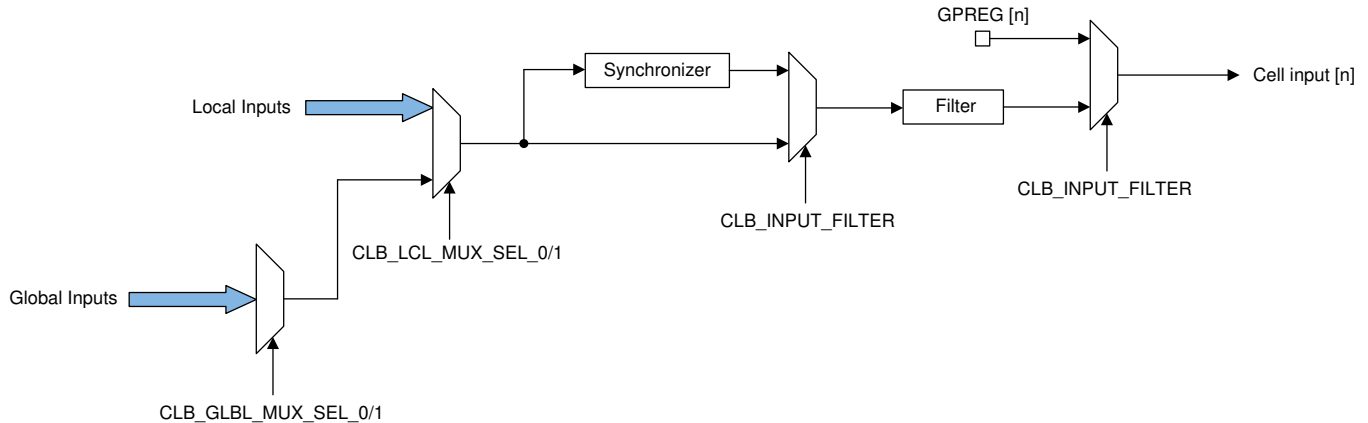 GPREG [n]
Synchronizer
Cell input [n]
Local Inputs
Filter
CLB_INPUT_FILTER
CLB_INPUT_FILTER
CLB_LCL_MUX_SEL_0/1
Global Inputs
CLB_GLBL_MUX_SEL_0/1